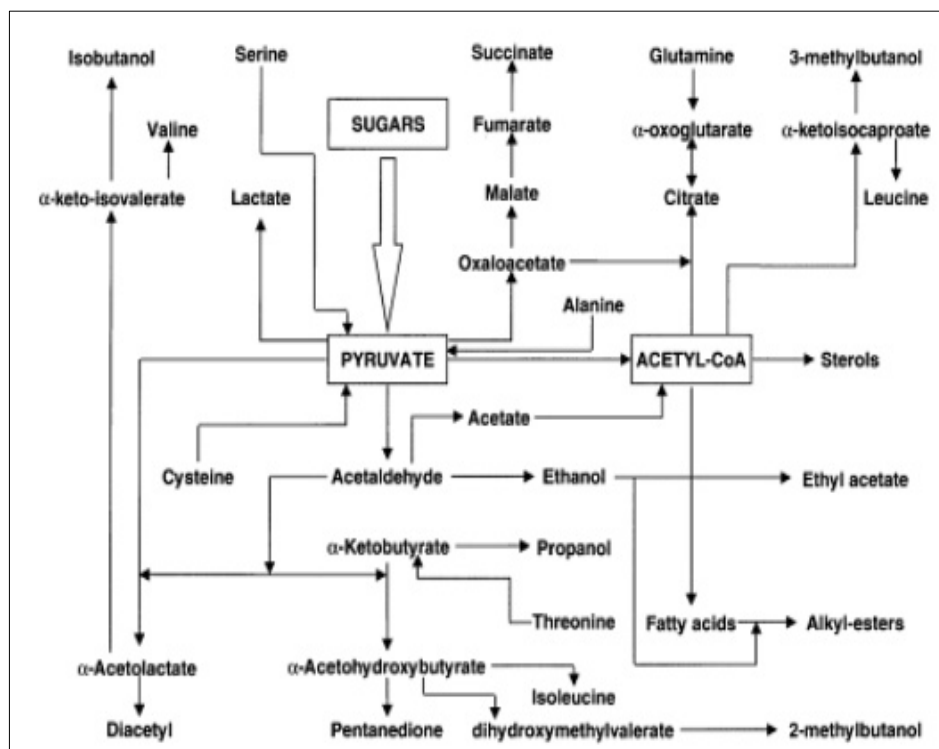 Isobutanol
Serine
Succinate
Glutamine
3-methylbutanol
Valine
SUGARS
Fumarate
α-oxoglutarate
α-ketoisocaproate
α-keto-isovalerate
Lactate
Malate
Citrate
Leucine
Oxaloacetate
Alanine
PYRUVATE
ACETYL-CoA
Sterols
Acetate
Cysteine
Acetaldehyde
Ethanol
Ethyl acetate
α-Ketobutyrate
Propanol
Threonine
Fatty acids
Alkyl-esters
α-Acetolactate
α-Acetohydroxybutyrate
Isoleucine
Diacetyl
Pentanedione
dihydroxymethylvalerate
2-methylbutanol